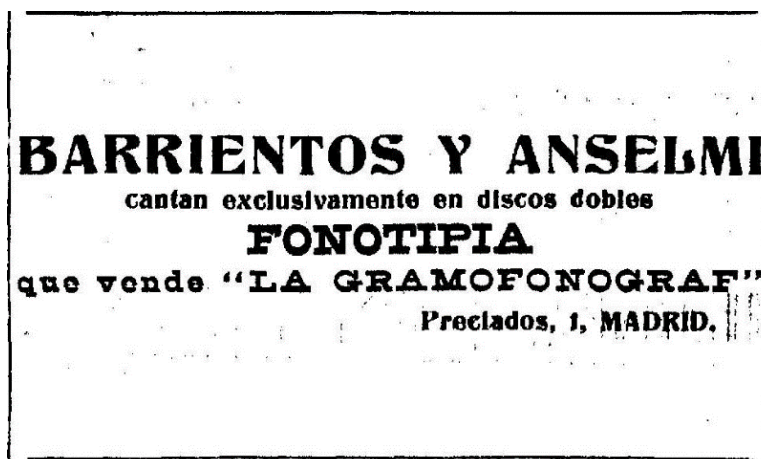 BARRIENTOS Y ANSELMI
cantan exclusivamente en discos dobles
FONOTIPIA
que vende "LA GRAMOFONOGRAF"
Preciados, 1, MADRID.